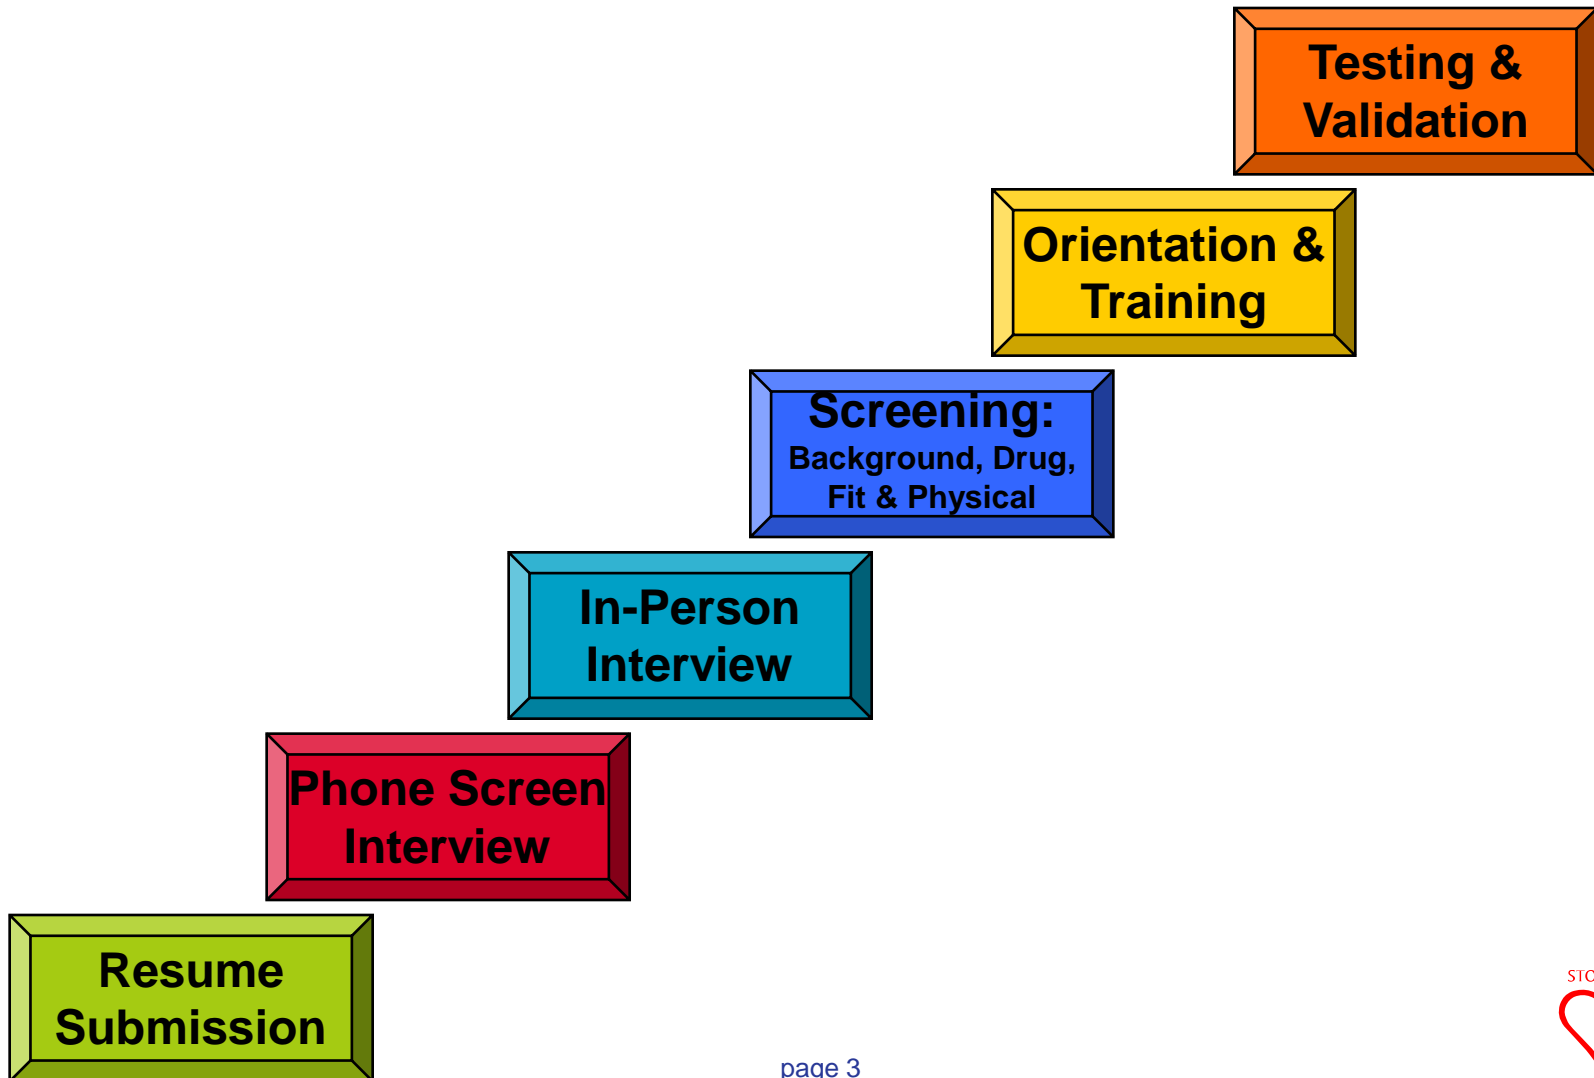 Testing &
Validation
Orientation &
Training
Screening:
Background, Drug,
Fit & Physical
In-Person
Interview
Phone Screen
Interview
Resume
Submission
page 3